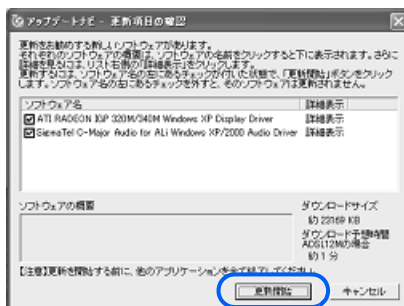 アップデートナビ - 更新項目の確認
更新をお勧めする新しいソフトウェアがあります。
それぞれのソフトウェアの概要は、ソフトウェアの名前をクリックすると下に表示されます。さらに
詳細を見るには、リスト右側の「詳細表示」をクリックします。
更新するには、ソフトウェア名の左にあるチェックが付いた状態で、「更新開始」ボタンをクリック
します。ソフトウェア名の左にあるチェックを外すと、そのソフトウェアは更新されません。
ソフトウェア名 詳細表示
ATI RADEON IGP 320M/340M Windows XP Display Driver 詳細表示
SigmaTel C-Major Audio for ALi Windows XP/2000 Audio Driver 詳細表示
ソフトウェアの概要
ダウンロードサイズ
約 23169 KB
ダウンロード予想時間
ADSL12Mの場合
約 1 分
【注意】更新を開始する前に、他のアプリケーションを全て終了してください。
更新開始 キャンセル